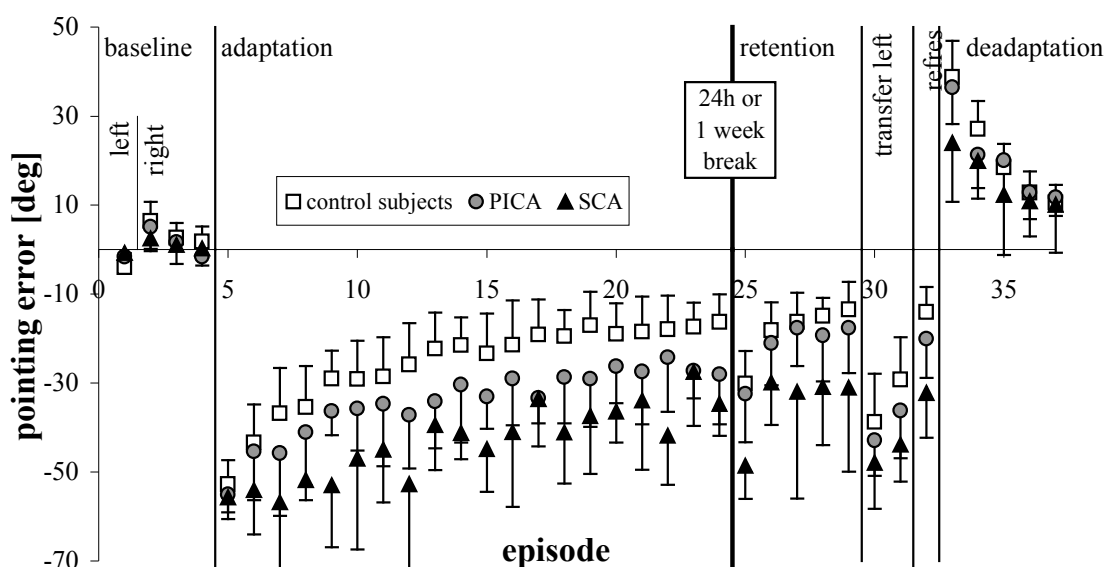 50
baseline
adaptation
retention
transfer left
refres
deadaptation
30
left
right
24h or
1 week
break
pointing error [deg]
control subjects
PICA
SCA
10
0
5
10
15
20
25
30
35
-10
-30
-50
episode
-70